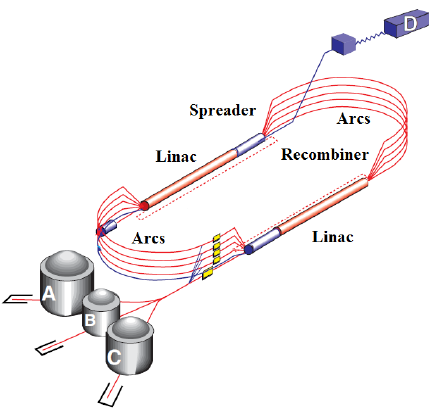 D
Spreader
Arcs
Linac
Recombiner
Arcs
Linac
A
B
C